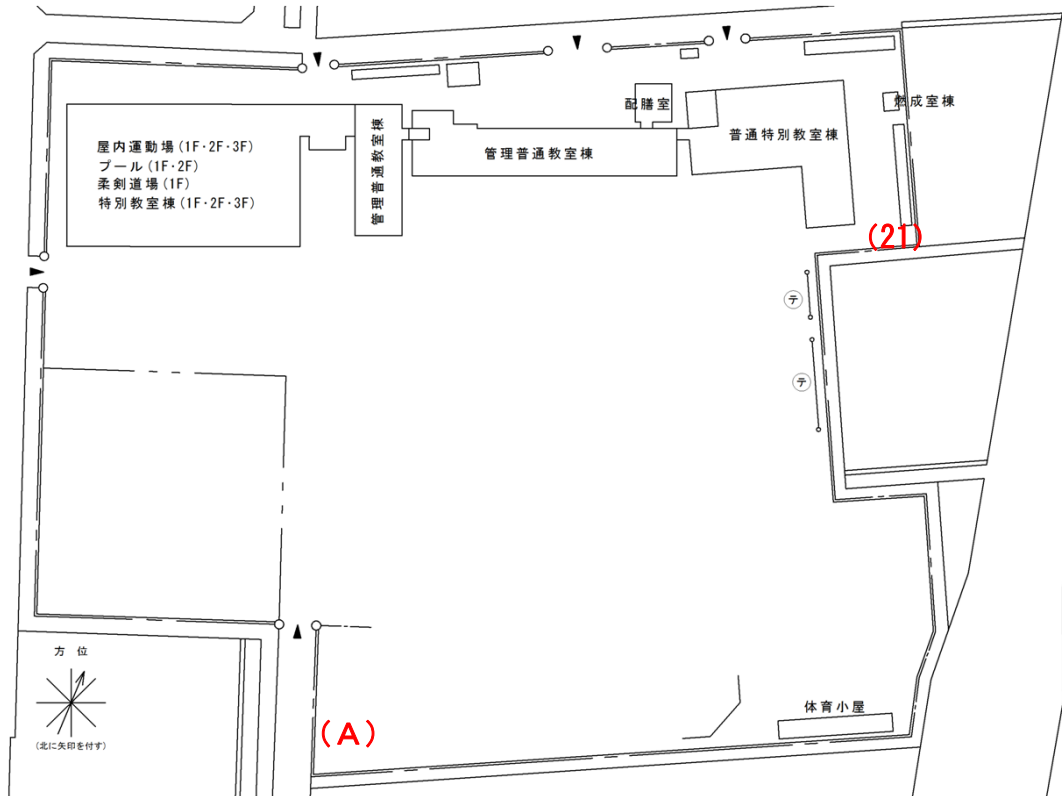 配膳室
燃成室棟
普通特別教室棟
屋内運動場(1F･2F･3F)
プール(1F･2F)
柔剣道場(1F)
特別教室棟(1F･2F･3F)
管理普通教室棟
管理普通教室棟
(21)
テ
テ
方 位
(北に矢印を付す)
(A)
体育小屋